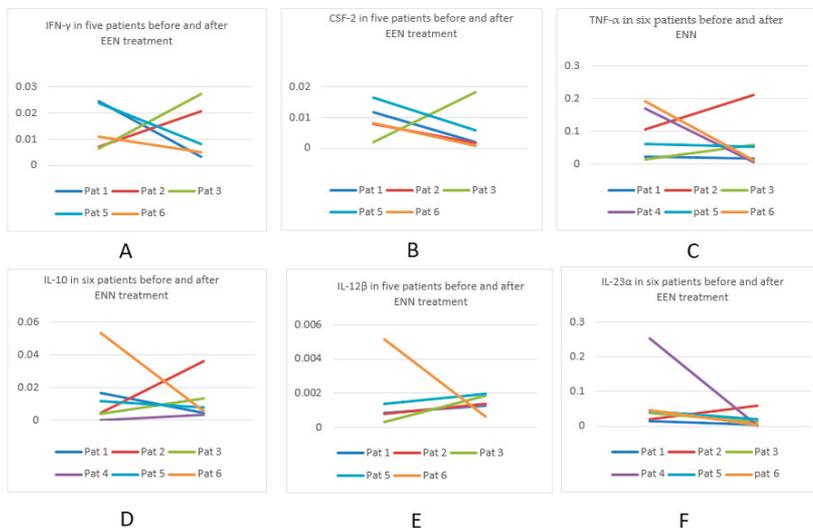 IFN-γ in five patients before and after
EEN treatment
0.03
0.02
0.01
0
Pat 1 Pat 2 Pat 3
Pat 5 Pat 6
A
CSF-2 in five patients before and after
EEN treatment
0.02
0.01
0
Pat 1 Pat 2 Pat 3
Pat 5 Pat 6
B
TNF-α in six patients before and after
ENN
0.3
0.2
0.1
0
Pat 1 Pat 2 Pat 3
Pat 4 pat 5 Pat 6
C
IL-10 in six patients before and after
ENN treatment
0.06
0.04
0.02
0
Pat 1 Pat 2 Pat 3
Pat 4 Pat 5 Pat 6
D
IL-12β in five patients before and after
ENN treatment
0.006
0.004
0.002
0
Pat 1 Pat 2 Pat 3
Pat 5 Pat 6
E
IL-23α in six patients before and after
EEN treatment
0.3
0.2
0.1
0
Pat 1 Pat 2 Pat 3
Pat 4 Pat 5 pat 6
F